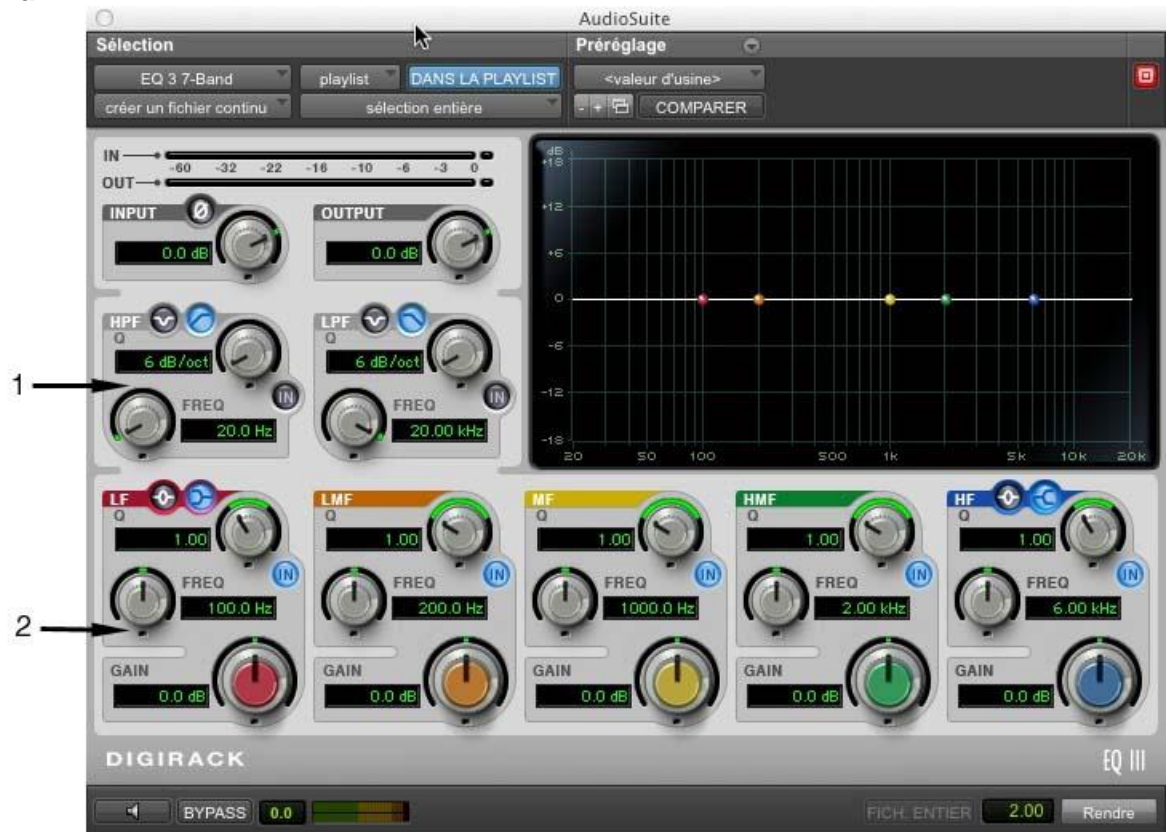 AudioSuite
Sélection
Préréglage
EQ 3 7-Band
playlist
DANS LA PLAYLIST
<valeur d'usine>
créer un fichier continu
sélection entière
- +
COMPARER
IN
-60 -32 -22 -16 -10 -6 -3 0
OUT
INPUT
Ø
OUTPUT
0.0 dB
0.0 dB
HPF
LPF
Q
Q
6 dB/oct
6 dB/oct
IN
IN
1
FREQ
FREQ
20.0 Hz
20.00 kHz
dB
+18
+12
+6
0
-6
-12
-18
20 50 100 500 1k 5k 10k 20k
LF
LMF
MF
HMF
HF
Q
Q
Q
Q
Q
1.00
1.00
1.00
1.00
1.00
IN
IN
IN
IN
IN
FREQ
FREQ
FREQ
FREQ
FREQ
100.0 Hz
200.0 Hz
1000.0 Hz
2.00 kHz
6.00 kHz
2
GAIN
GAIN
GAIN
GAIN
GAIN
0.0 dB
0.0 dB
0.0 dB
0.0 dB
0.0 dB
DIGIRACK
EQ III
BYPASS
0.0
FICH. ENTIER
2.00
Rendre